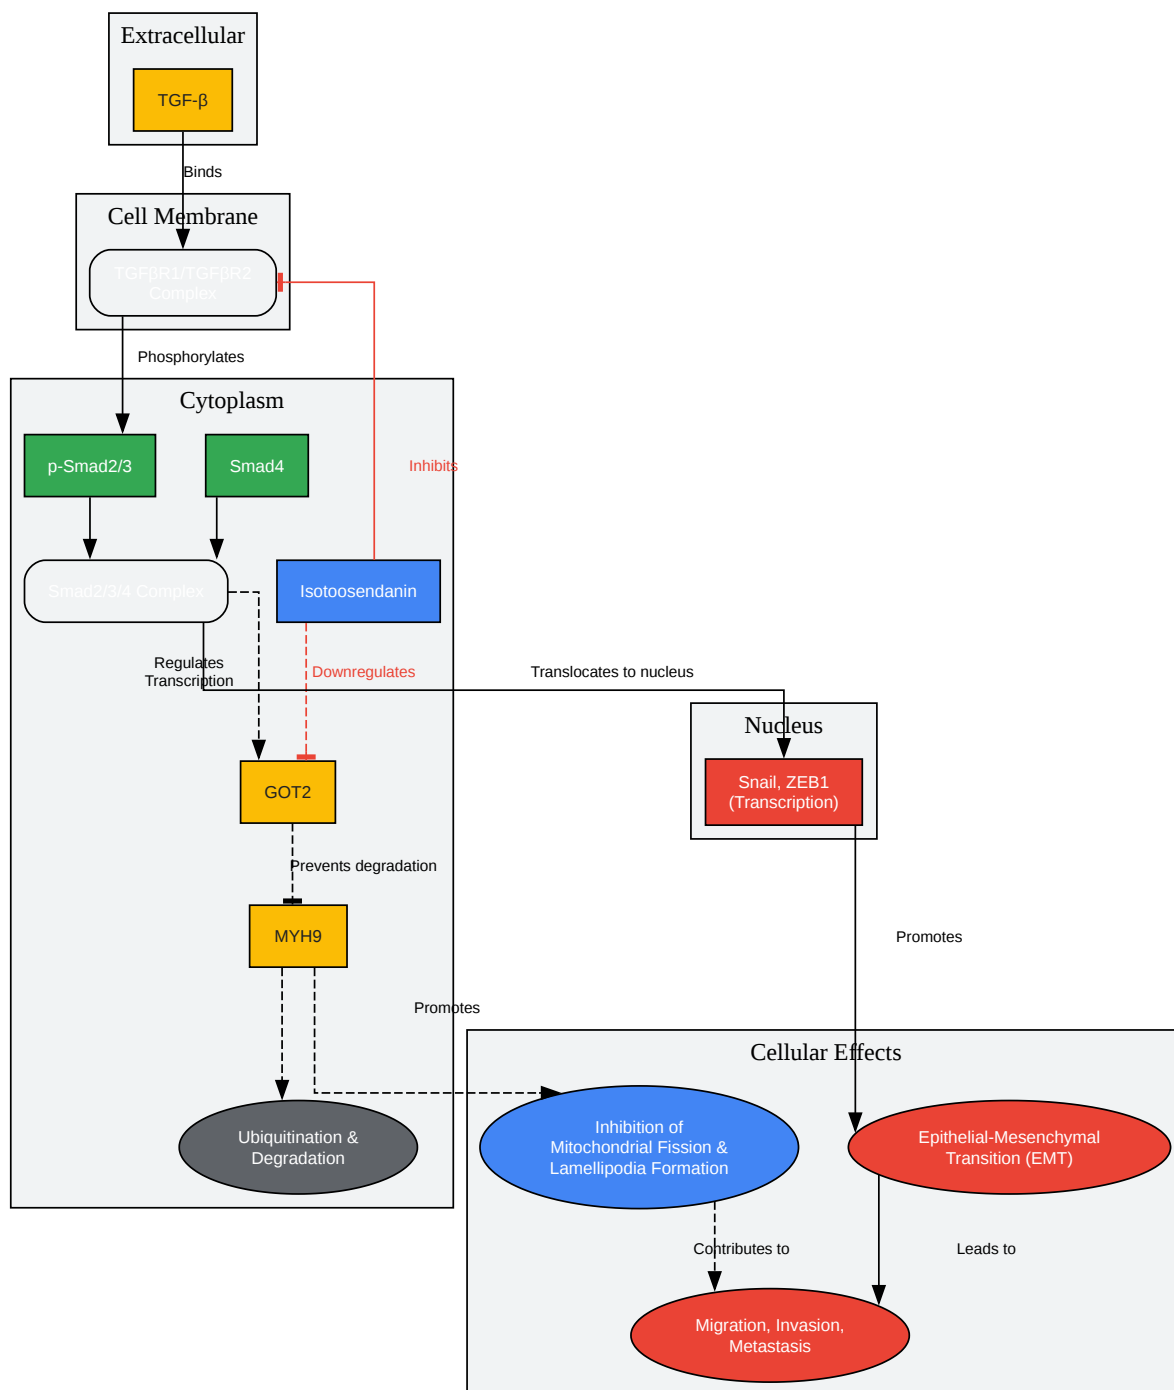 Extracellular
TGF-β
Binds
Cell Membrane
TGFβR1/TGFβR2
Complex
Phosphorylates
Cytoplasm
p-Smad2/3
Smad4
Inhibits
Smad2/3/4 Complex
Isotoosendanin
Regulates
Transcription
Downregulates
Translocates to nucleus
Nucleus
Snail, ZEB1
(Transcription)
GOT2
Prevents degradation
MYH9
Promotes
Promotes
Cellular Effects
Ubiquitination &
Degradation
Inhibition of
Mitochondrial Fission &
Lamellipodia Formation
Epithelial-Mesenchymal
Transition (EMT)
Contributes to
Leads to
Migration, Invasion,
Metastasis